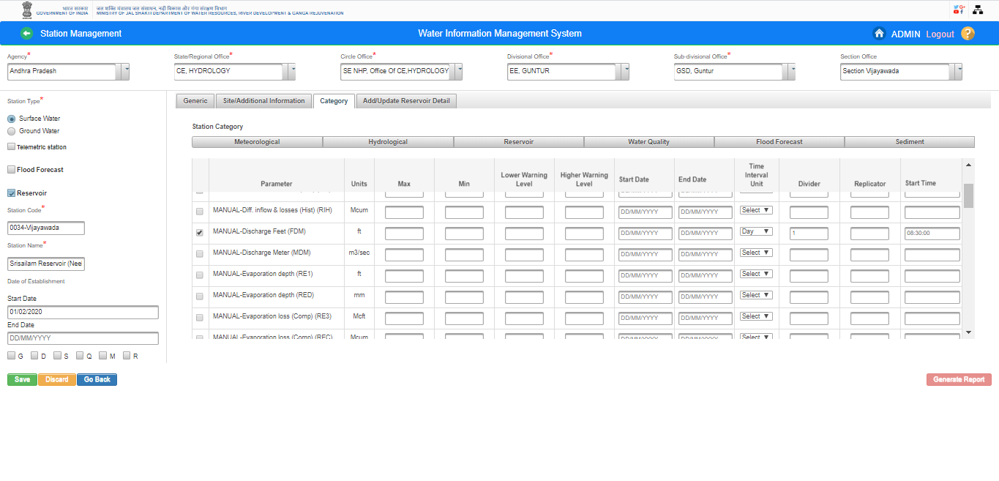 भारत सरकार
GOVERNMENT OF INDIA
जल शक्ति मंत्रालय जल संसाधन, नदी विकास और गंगा संरक्षण विभाग
MINISTRY OF JAL SHAKTI DEPARTMENT OF WATER RESOURCES, RIVER DEVELOPMENT & GANGA REJUVENATION
Station Management
Water Information Management System
ADMIN Logout ?
Agency* State/Regional Office* Circle Office* Divisional Office* Sub-divisional Office* Section Office
Andhra Pradesh CE, HYDROLOGY SE NHP, Office Of CE,HYDROLOGY EE, GUNTUR GSD, Guntur Section Vijayawada
Station Type*
Surface Water
Ground Water
Telemetric station
Flood Forecast
Reservoir
Station Code*
0034-Vijayawada
Station Name*
Srisailam Reservoir (Nee
Date of Establishment
Start Date
01/02/2020
End Date
DD/MM/YYYY
G D S Q M R
Save Discard Go Back
Generic Site/Additional Information Category Add/Update Reservoir Detail
Station Category
Meteorological Hydrological Reservoir Water Quality Flood Forecast Sediment
Parameter Units Max Min Lower Warning Level Higher Warning Level Start Date End Date Time Interval Unit Divider Replicator Start Time
MANUAL-Diff. inflow & losses (Hist) (RIH) Mcum DD/MM/YYYY DD/MM/YYYY Select ▼
MANUAL-Discharge Feet (FDM) ft DD/MM/YYYY DD/MM/YYYY Day ▼ 1 08:30:00
MANUAL-Discharge Meter (MDM) m3/sec DD/MM/YYYY DD/MM/YYYY Select ▼
MANUAL-Evaporation depth (RE1) ft DD/MM/YYYY DD/MM/YYYY Select ▼
MANUAL-Evaporation depth (RED) mm DD/MM/YYYY DD/MM/YYYY Select ▼
MANUAL-Evaporation loss (Comp) (RE3) Mcft DD/MM/YYYY DD/MM/YYYY Select ▼
MANUAL-Evaporation loss (Comp) (REC) Mcum DD/MM/YYYY DD/MM/YYYY Select ▼
Generate Report